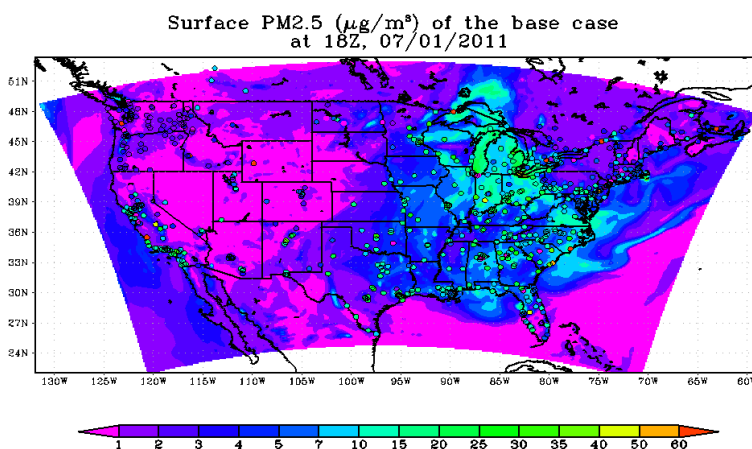 Surface PM2.5 (μg/m³) of the base case
at 18Z, 07/01/2011
51N
48N
45N
42N
39N
36N
33N
30N
27N
24N
130W 125W 120W 115W 110W 105W 100W 95W 90W 85W 80W 75W 70W 65W 60W
1 2 3 4 5 7 10 15 20 25 30 35 40 50 60